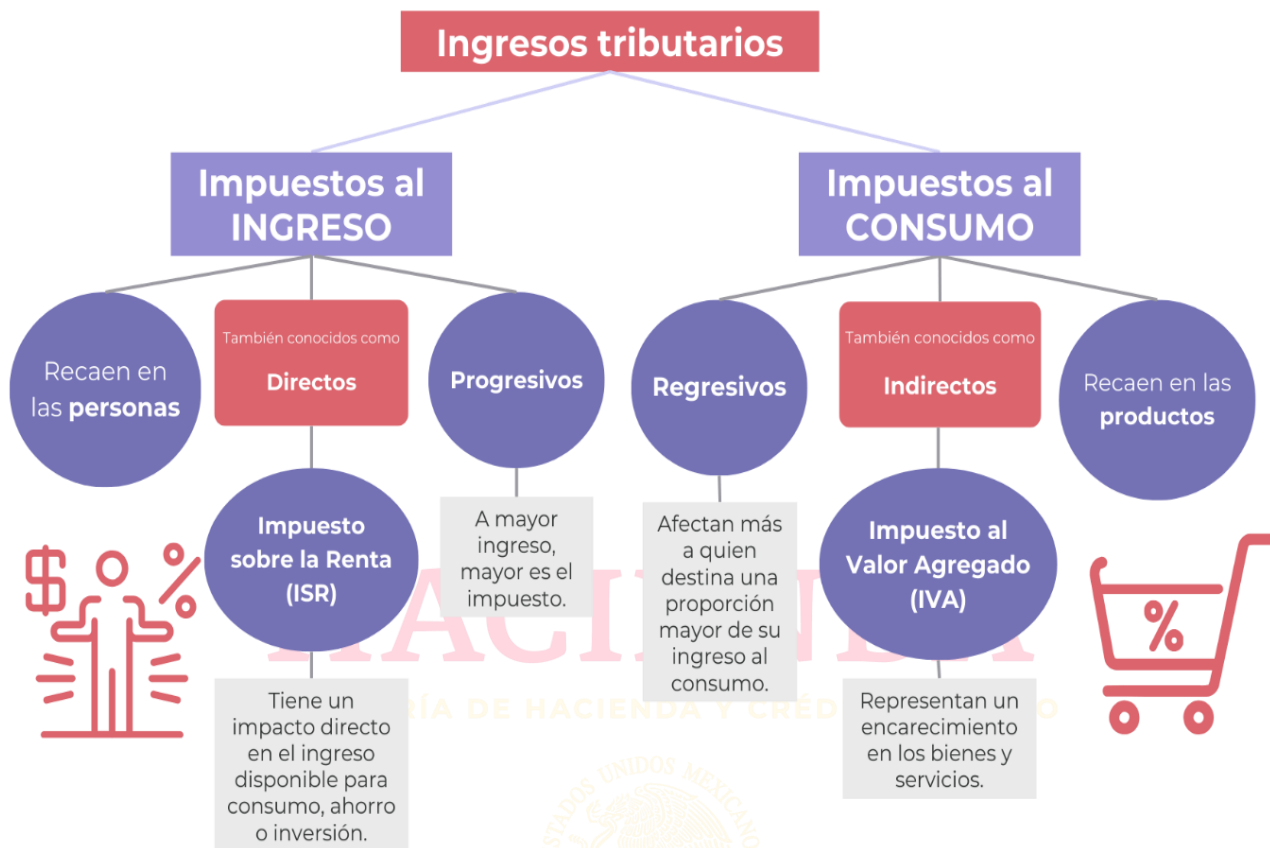 Ingresos tributarios
Impuestos al
INGRESO
Recaen en
las personas
También conocidos como
Directos
Progresivos
Impuesto
sobre la Renta
(ISR)
A mayor
ingreso,
mayor es el
impuesto.
Tiene un
impacto directo
en el ingreso
disponible para
consumo, ahorro
o inversión.
$
%
Impuestos al
CONSUMO
Regresivos
También conocidos como
Indirectos
Recaen en las
productos
Afectan más
a quien
destina una
proporción
mayor de su
ingreso al
consumo.
Impuesto al
Valor Agregado
(IVA)
Representan un
encarecimiento
en los bienes y
servicios.
%
DE HACIENDA Y
UNIDOS